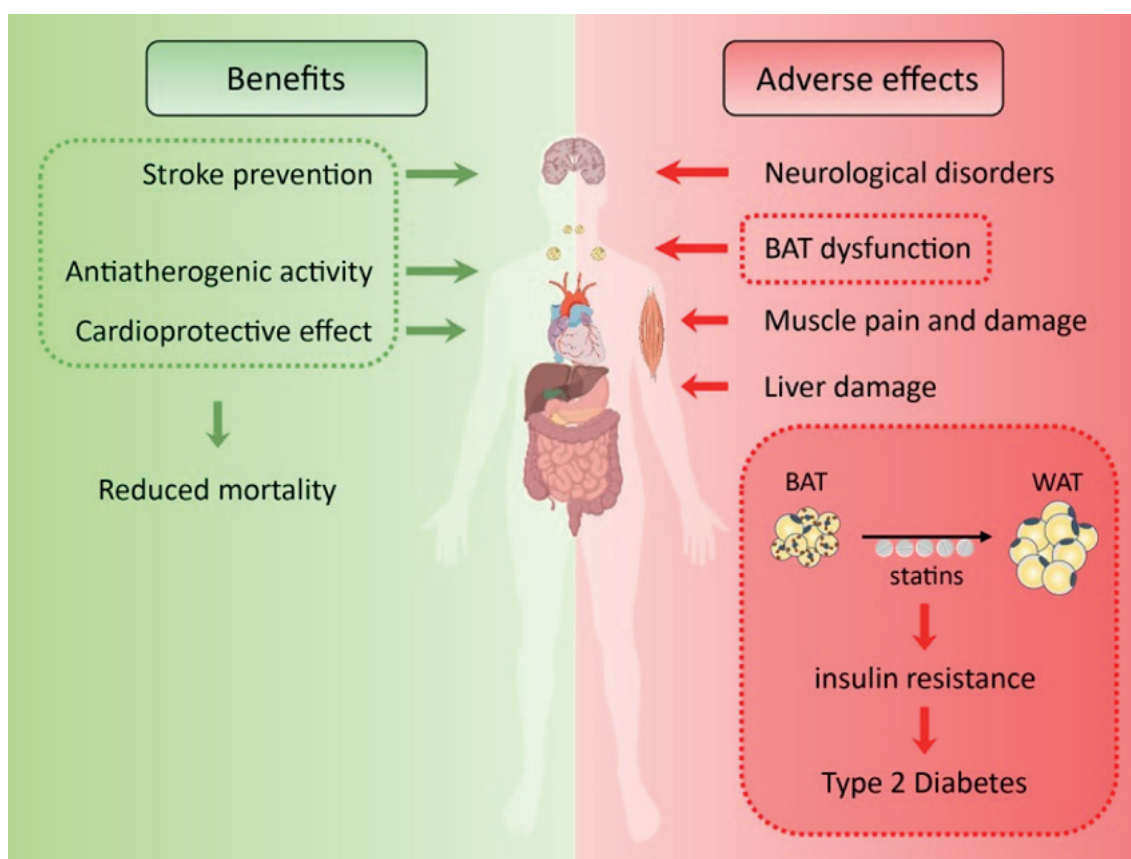 Benefits
Stroke prevention
Antiatherogenic activity
Cardioprotective effect
Reduced mortality
Adverse effects
Neurological disorders
BAT dysfunction
Muscle pain and damage
Liver damage
BAT
WAT
statins
insulin resistance
Type 2 Diabetes